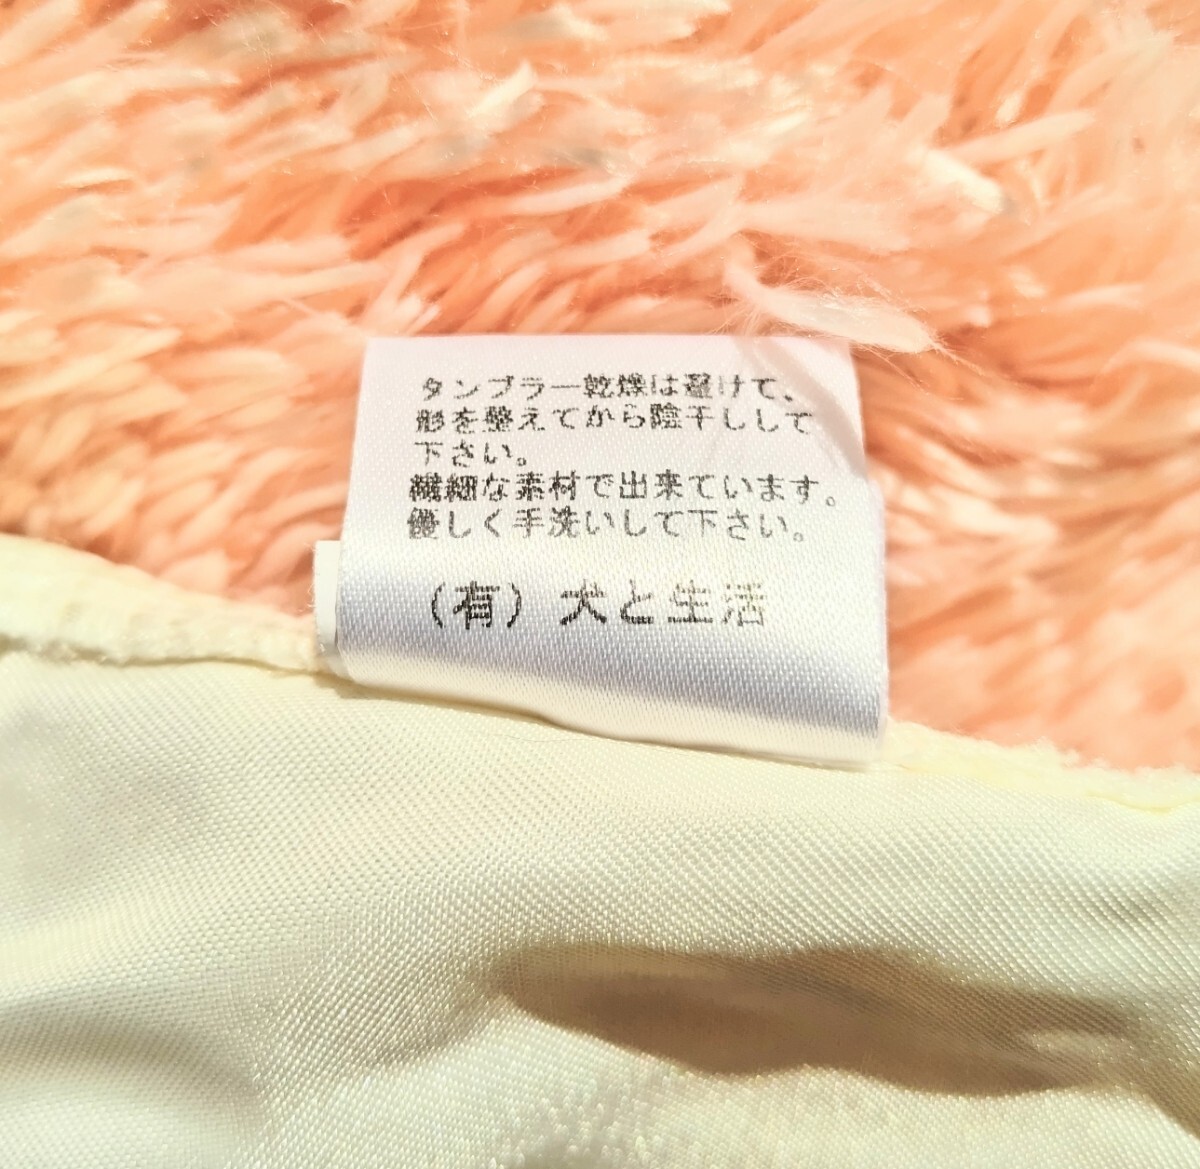 タンブラー乾燥は避けて、
形を整えてから陰干しして
下さい。
繊細な素材で出来ています。
優しく手洗いして下さい。
（有）犬と生活